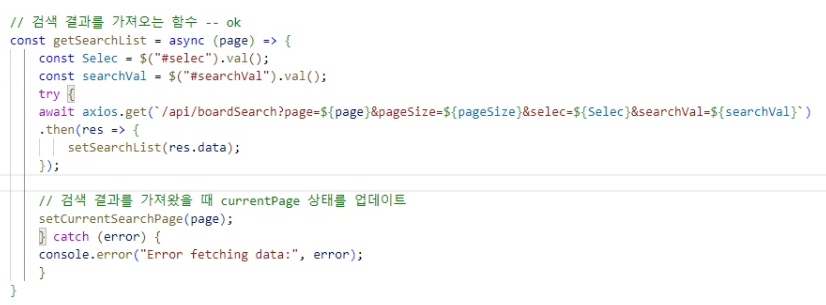 // 검색 결과를 가져오는 함수 -- ok
const getSearchList = async (page) => {
const Selec = $("#selec").val();
const searchVal = $("#searchVal").val();
try {
await axios.get(`/api/boardSearch?page=${page}&pageSize=${pageSize}&selec=${Selec}&searchVal=${searchVal}`)
.then(res => {
setSearchList(res.data);
});
// 검색 결과를 가져왔을 때 currentPage 상태를 업데이트
setCurrentSearchPage(page);
} catch (error) {
console.error("Error fetching data:", error);
}
}